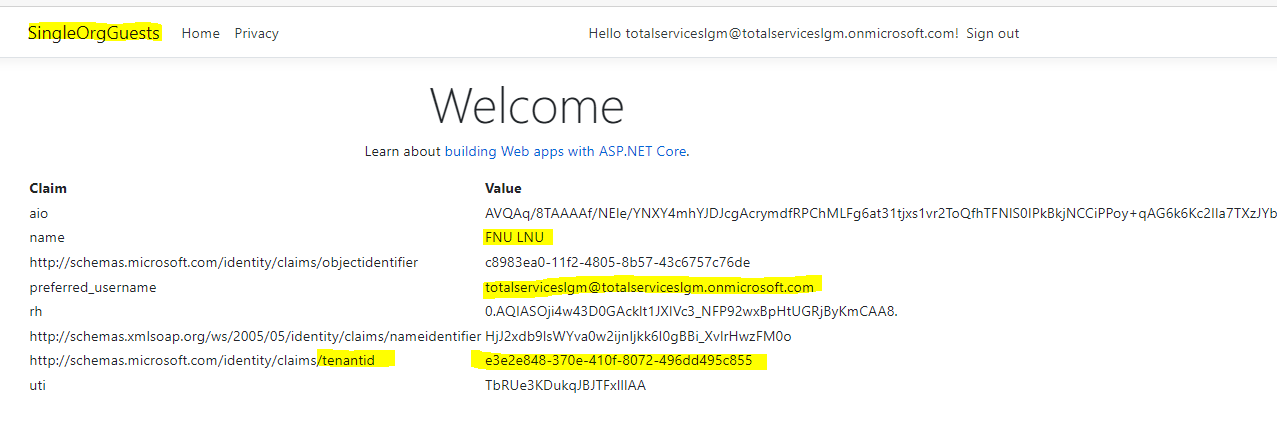 SingleOrgGuests Home Privacy Hello totalserviceslgm@totalserviceslgm.onmicrosoft.com! Sign out
Welcome
Learn about building Web apps with ASP.NET Core.
Claim Value
aio AVQAq/8TAAAAf/NEIe/YNXY4mhYJDJcgAcrymdfRPChMLFg6at31tjxs1vr2ToQfhTFNIS0IPkBkjNCCiPPoy+qAG6k6Kc2IIa7TXzJYb
name FNU LNU
http://schemas.microsoft.com/identity/claims/objectidentifier c8983ea0-11f2-4805-8b57-43c6757c76de
preferred_username totalserviceslgm@totalserviceslgm.onmicrosoft.com
rh 0.AQIASOji4w43D0GAcklt1JXIVc3_NFP92wxBpHtUGRjByKmCAA8.
http://schemas.xmlsoap.org/ws/2005/05/identity/claims/nameidentifier HjJ2xdb9IsWYva0w2ijnIjkk6I0gBBi_XvIrHwzFM0o
http://schemas.microsoft.com/identity/claims/tenantid e3e2e848-370e-410f-8072-496dd495c855
uti TbRUe3KDukqJBJTFxIIIAA